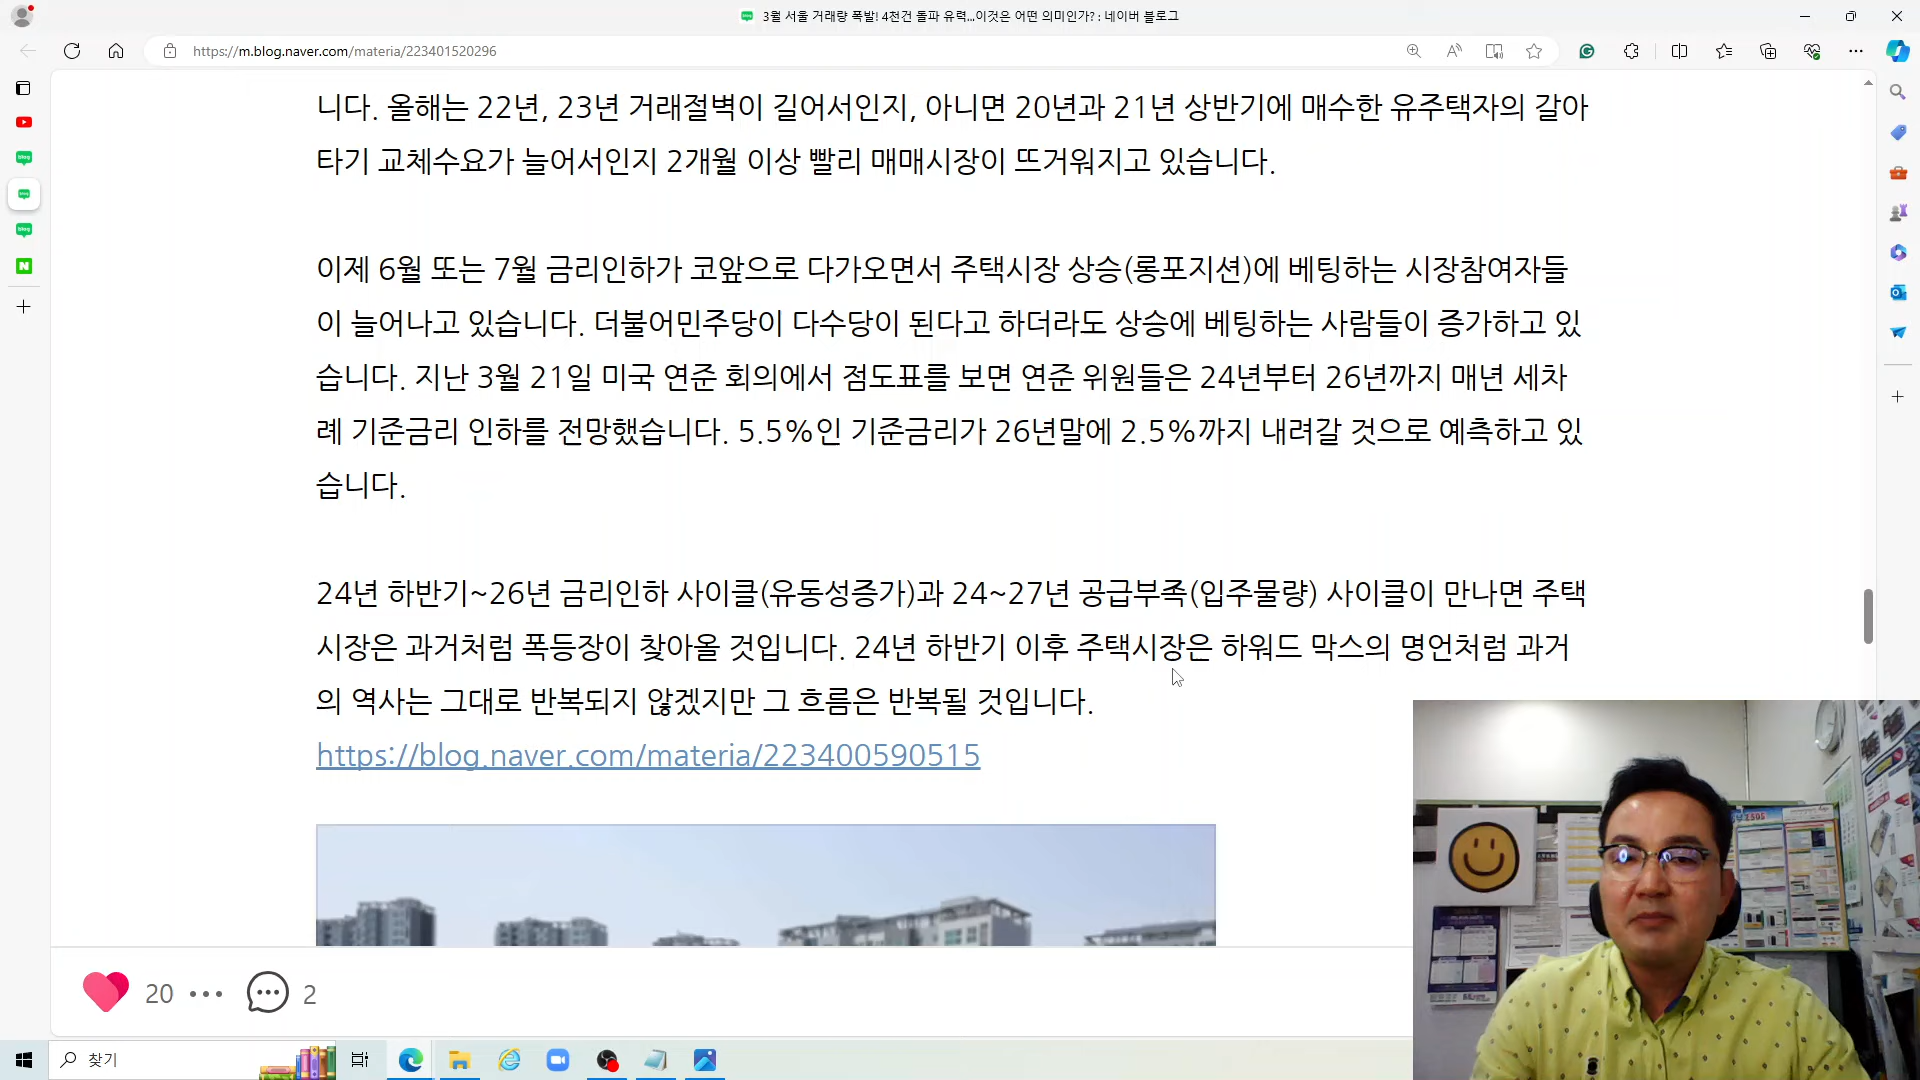 3월 서울 거래량 폭발! 4천건 돌파 유력...이것은 어떤 의미인가? : 네이버 블로그
https://m.blog.naver.com/materia/223401520296
니다. 올해는 22년, 23년 거래절벽이 길어서인지, 아니면 20년과 21년 상반기에 매수한 유주택자의 갈아
타기 교체수요가 늘어서인지 2개월 이상 빨리 매매시장이 뜨거워지고 있습니다.
이제 6월 또는 7월 금리인하가 코앞으로 다가오면서 주택시장 상승(롱포지션)에 베팅하는 시장참여자들
이 늘어나고 있습니다. 더불어민주당이 다수당이 된다고 하더라도 상승에 베팅하는 사람들이 증가하고 있
습니다. 지난 3월 21일 미국 연준 회의에서 점도표를 보면 연준 위원들은 24년부터 26년까지 매년 세차
례 기준금리 인하를 전망했습니다. 5.5%인 기준금리가 26년말에 2.5%까지 내려갈 것으로 예측하고 있
습니다.
24년 하반기~26년 금리인하 사이클(유동성증가)과 24~27년 공급부족(입주물량) 사이클이 만나면 주택
시장은 과거처럼 폭등장이 찾아올 것입니다. 24년 하반기 이후 주택시장은 하워드 막스의 명언처럼 과거
의 역사는 그대로 반복되지 않겠지만 그 흐름은 반복될 것입니다.
https://blog.naver.com/materia/223400590515
20
2
찾기